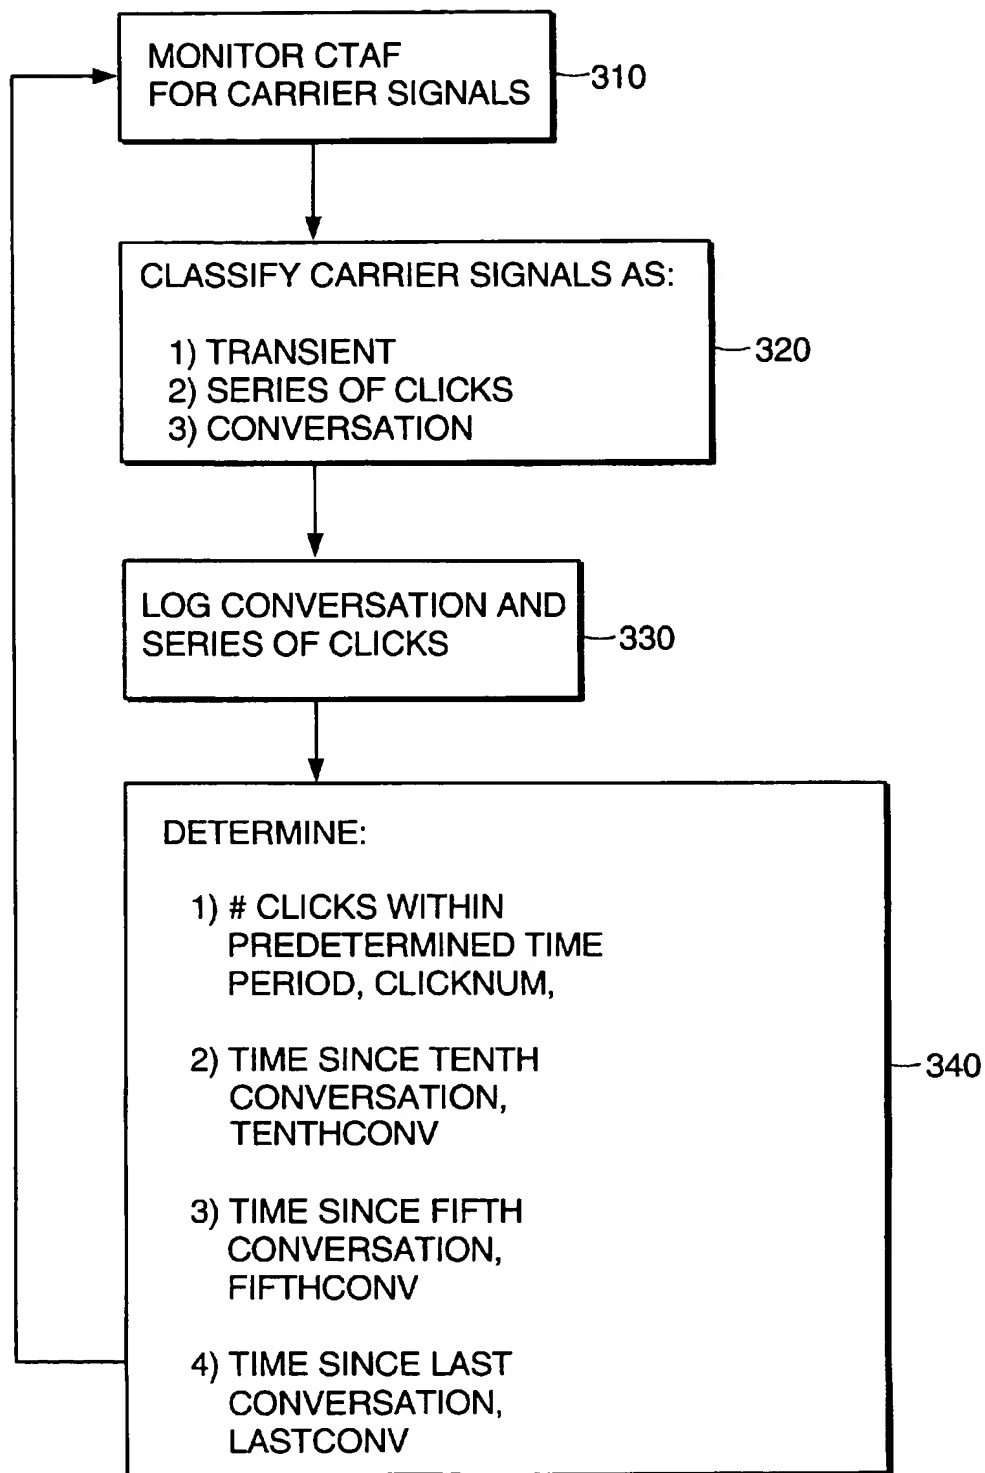 MONITOR CTAF
FOR CARRIER SIGNALS
310
CLASSIFY CARRIER SIGNALS AS:
1) TRANSIENT
2) SERIES OF CLICKS
3) CONVERSATION
320
LOG CONVERSATION AND
SERIES OF CLICKS
330
DETERMINE:
1) # CLICKS WITHIN
PREDETERMINED TIME
PERIOD, CLICKNUM,
2) TIME SINCE TENTH
CONVERSATION,
TENTHCONV
340
3) TIME SINCE FIFTH
CONVERSATION,
FIFTHCONV
4) TIME SINCE LAST
CONVERSATION,
LASTCONV